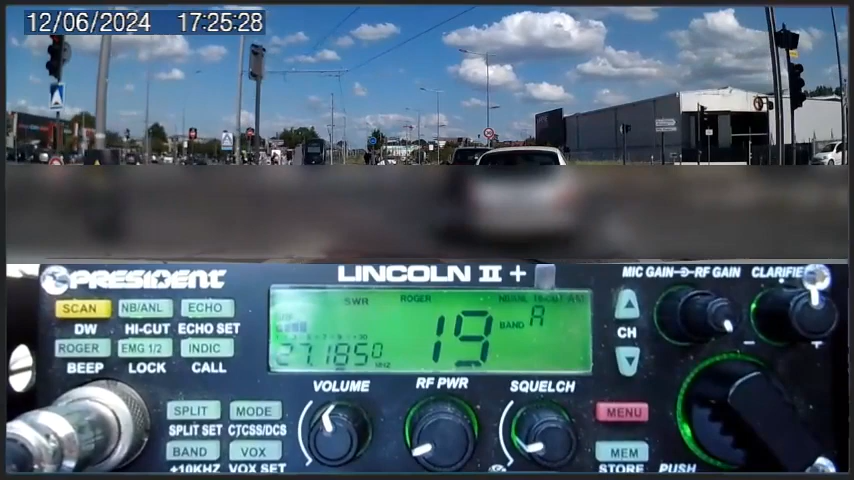 12/06/2024 17:25:28
PRESIDENT
LINCOLN II +
MIC GAIN RF GAIN CLARIFIE
SCAN NB/ANL ECHO
DW HI-CUT ECHO SET
ROGER EMG 1/2 INDIC
BEEP LOCK CALL
SWR ROGER
19 BAND A
27.1850
CH
VOLUME RF PWR SQUELCH
- +
SPLIT MODE
SPLIT SET CTCSS/DCS
BAND VOX
+10KHZ VOX SET
MENU
MEM
STORE PUSH